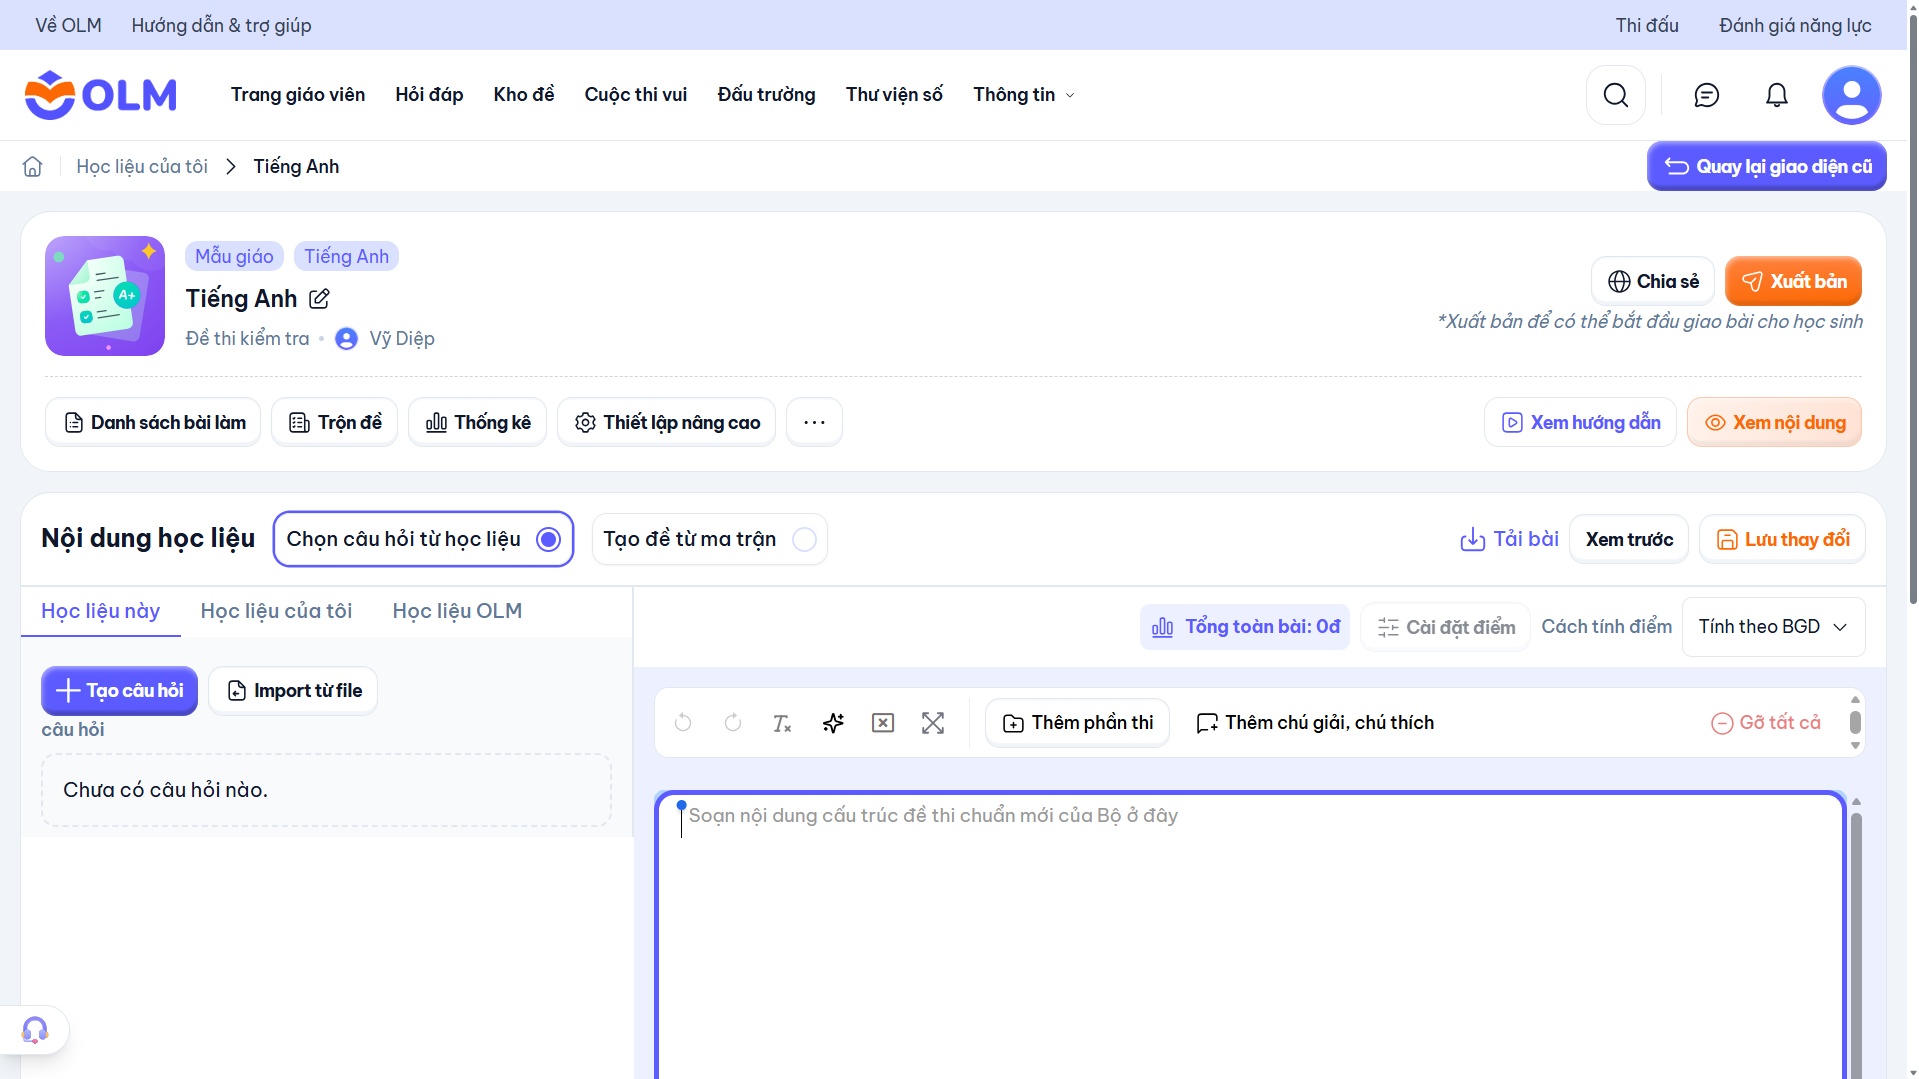 Về OLM Hướng dẫn & trợ giúp Thi đấu Đánh giá năng lực
OLM Trang giáo viên Hỏi đáp Kho đề Cuộc thi vui Đấu trường Thư viện số Thông tin
Học liệu của tôi Tiếng Anh Quay lại giao diện cũ
A+
Mẫu giáo Tiếng Anh
Tiếng Anh
Đề thi kiểm tra • Vỹ Diệp
Chia sẻ Xuất bản
*Xuất bản để có thể bắt đầu giao bài cho học sinh
Danh sách bài làm Trộn đề Thống kê Thiết lập nâng cao ... Xem hướng dẫn Xem nội dung
Nội dung học liệu Chọn câu hỏi từ học liệu Tạo đề từ ma trận Tải bài Xem trước Lưu thay đổi
Học liệu này Học liệu của tôi Học liệu OLM
Tổng toàn bài: 0đ Cài đặt điểm Cách tính điểm Tính theo BGD
Tạo câu hỏi Import từ file
câu hỏi
Chưa có câu hỏi nào.
Thêm phần thi Thêm chú giải, chú thích Gỡ tất cả
Soạn nội dung cấu trúc đề thi chuẩn mới của Bộ ở đây